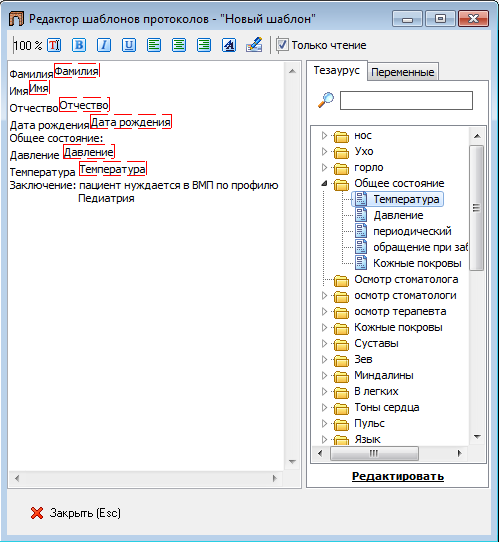 Редактор шаблонов протоколов - "Новый шаблон"
100 % T B I U A Только чтение
Фамилия Фамилия
Имя Имя
Отчество Отчество
Дата рождения Дата рождения
Общее состояние:
Давление Давление
Температура Температура
Заключение: пациент нуждается в ВМП по профилю
Педиатрия
Тезаурус Переменные
нос
Ухо
горло
Общее состояние
Температура
Давление
периодический
обращение при заб
Кожные покровы
Осмотр стоматолога
осмотр стоматологи
осмотр терапевта
Кожные покровы
Суставы
Зев
Миндалины
В легких
Тоны сердца
Пульс
Язык
Редактировать
Закрыть (Esc)